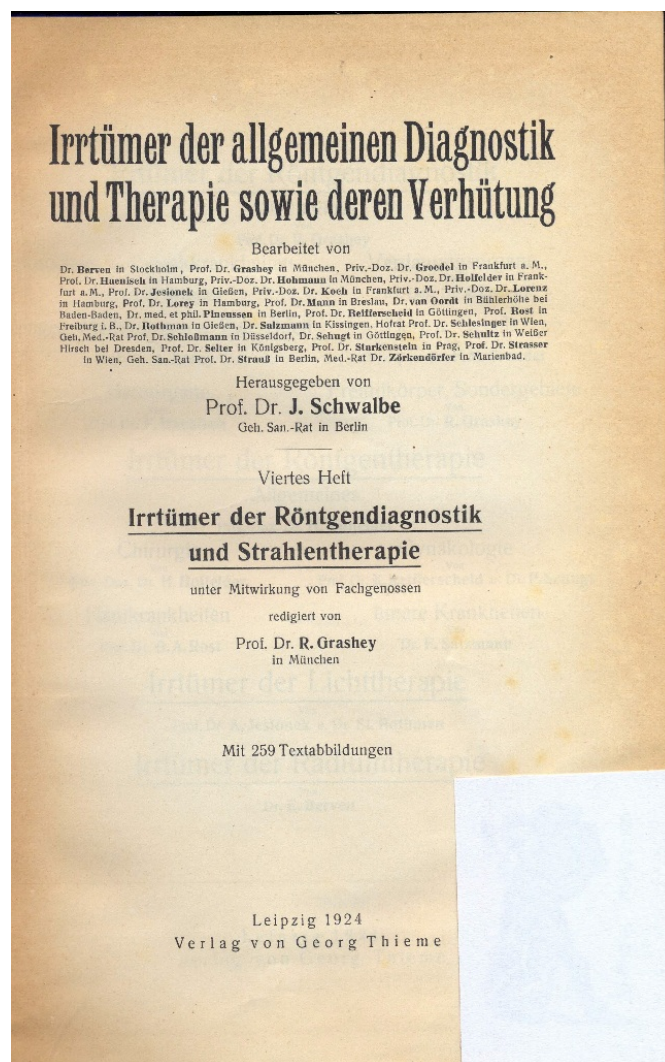 Irrtümer der allgemeinen Diagnostik
und Therapie sowie deren Verhütung
Bearbeitet von
Dr. Berven in Stockholm, Prof. Dr. Grashey in München, Priv.-Doz. Dr. Groedel in Frankfurt a. M.,
Prof. Dr. Haenisch in Hamburg, Priv.-Doz. Dr. Hohmann in München, Priv.-Doz. Dr. Holfelder in Frank-
furt a. M., Prof. Dr. Jesionek in Gießen, Priv.-Doz. Dr. Koch in Frankfurt a. M., Priv.-Doz. Dr. Lorenz
in Hamburg, Prof. Dr. Lorey in Hamburg, Prof. Dr. Mann in Breslau, Dr. van Oordt in Bühlerhöhe bei
Baden-Baden, Dr. med. et phil. Pincussen in Berlin, Prof. Dr. Reifferscheid in Göttingen, Prof. Rost in
Freiburg i. B., Dr. Rothman in Gießen, Dr. Salzmann in Kissingen, Hofrat Prof. Dr. Schlesinger in Wien,
Geh. Med.-Rat Prof. Dr. Schloßmann in Düsseldorf, Dr. Schugt in Göttingen, Prof. Dr. Schultz in Weißer
Hirsch bei Dresden, Prof. Dr. Selter in Königsberg, Prof. Dr. Starkenstein in Prag, Prof. Dr. Strasser
in Wien, Geh. San.-Rat Prof. Dr. Strauß in Berlin, Med.-Rat Dr. Zörkendörfer in Marienbad.
Herausgegeben von
Prof. Dr. J. Schwalbe
Geh. San.-Rat in Berlin
Viertes Heft
Irrtümer der Röntgendiagnostik
und Strahlentherapie
unter Mitwirkung von Fachgenossen
redigiert von
Prof. Dr. R. Grashey
in München
Mit 259 Textabbildungen
Leipzig 1924
Verlag von Georg Thieme